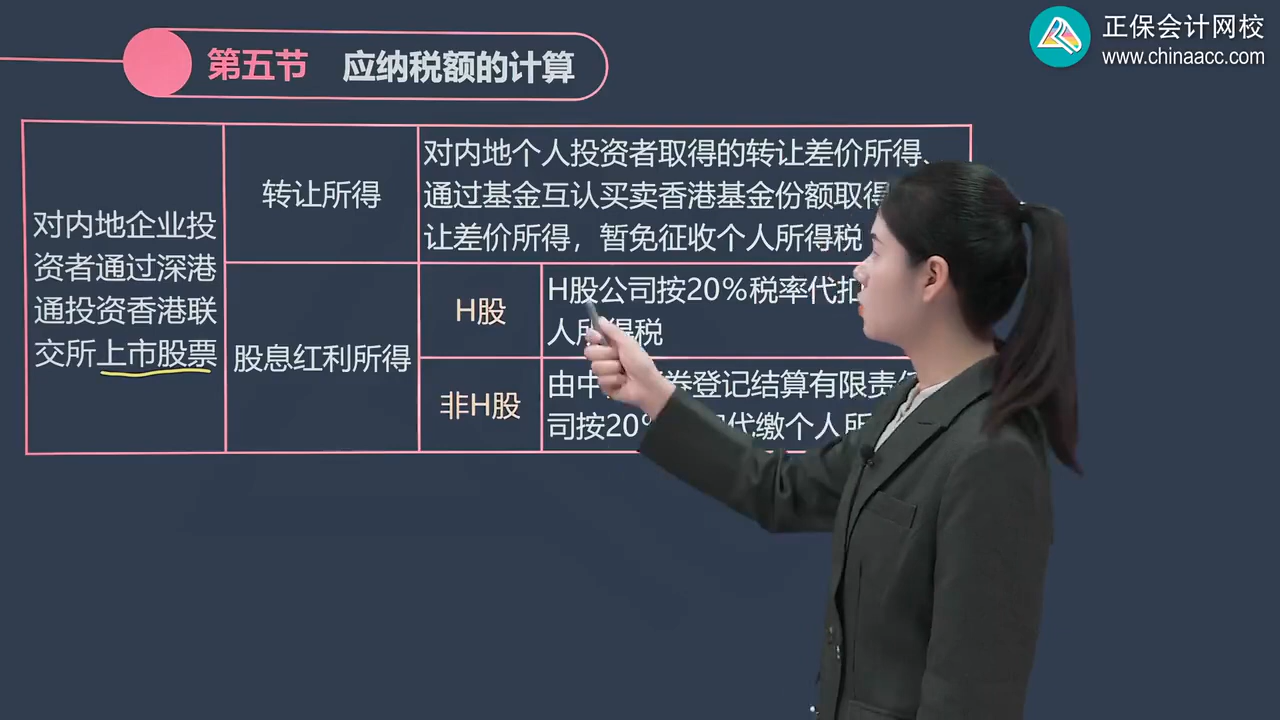 正保会计网校
www.chinaacc.com
第五节 应纳税额的计算
对内地企业投
资者通过深港
通投资香港联
交所上市股票
转让所得
对内地个人投资者取得的转让差价所得、
通过基金互认买卖香港基金份额取得
让差价所得，暂免征收个人所得税
股息红利所得
H股
H股公司按20%税率代扣
人所得税
非H股
由中 券登记结算有限责
司按20% 代缴个人所